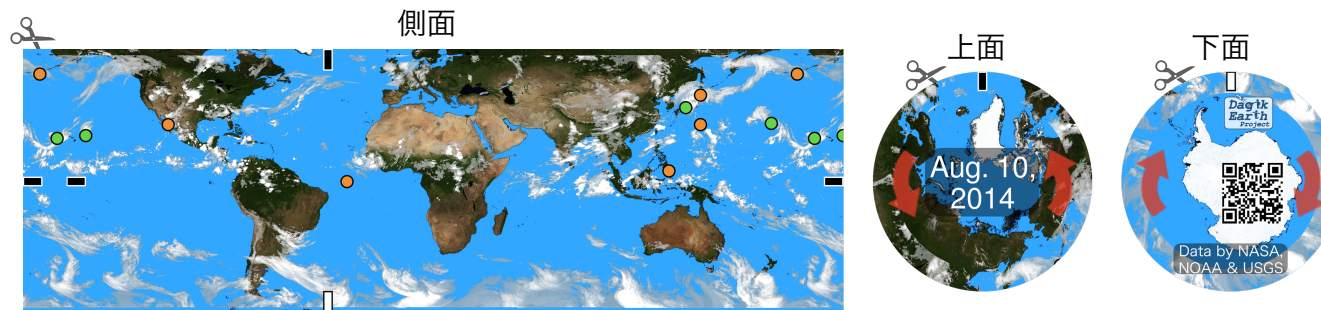 側面
上面
下面
Aug. 10,
2014
Dagik
Earth
Project
Data by NASA,
NOAA & USGS